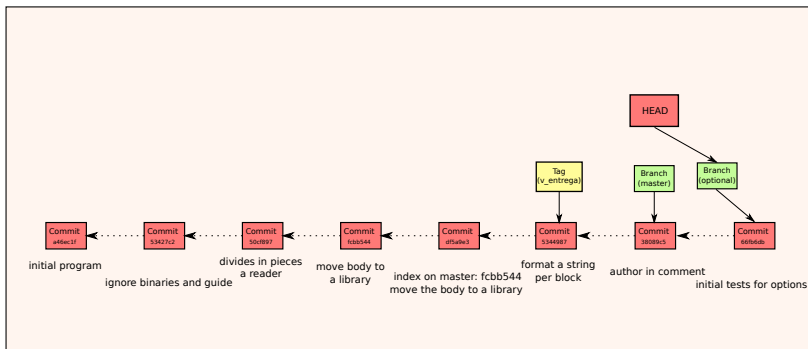 HEAD
Tag
(v_entrega)
Branch
(master)
Branch
(optional)
Commit
a46ec1f
Commit
53427c2
Commit
50cf897
Commit
fcbb544
Commit
df5a9e3
Commit
5344987
Commit
38089c5
Commit
66fb6db
initial program
ignore binaries and guide
divides in pieces
a reader
move body to
a library
index on master: fcbb544
move the body to a library
format a string
per block
author in comment
initial tests for options